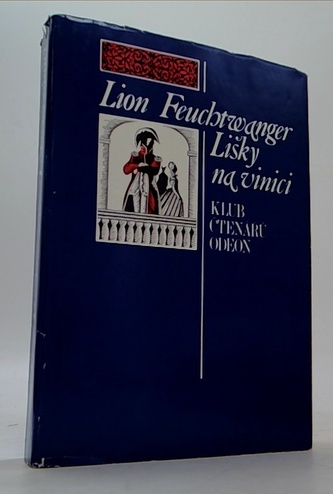 Lion Feuchtwanger
Lišky
na vinici
KLUB
ČTENÁŘŮ
ODEON